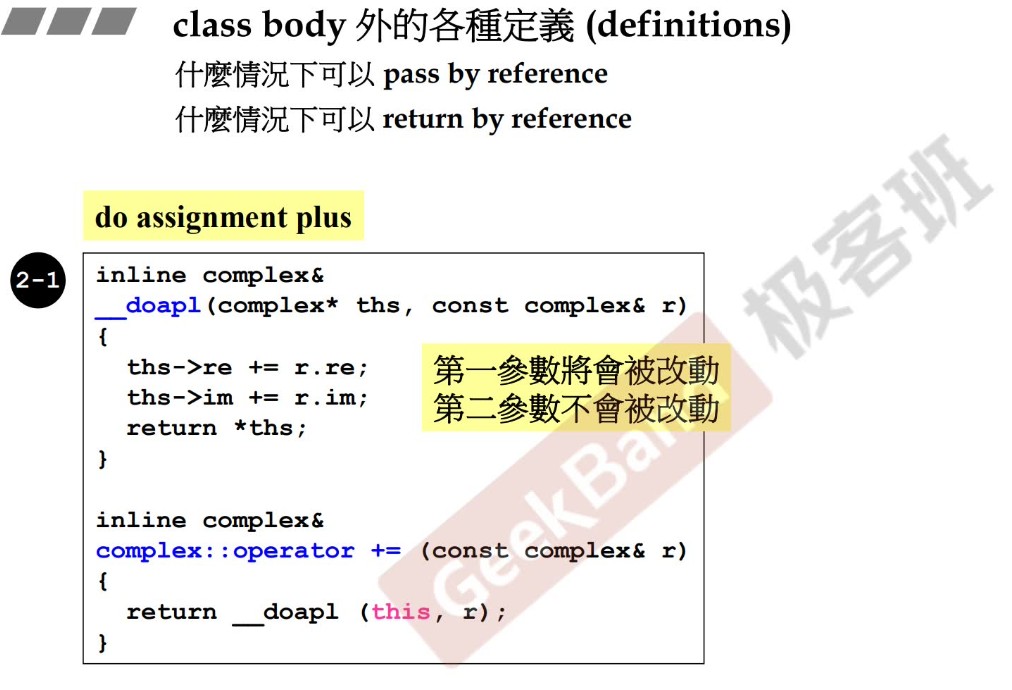 class body 外的各種定義 (definitions)
什麼情況下可以 pass by reference
什麼情況下可以 return by reference
do assignment plus
2-1
inline complex&
__doapl(complex* ths, const complex& r)
{
ths->re += r.re;
ths->im += r.im;
return *ths;
}
第一參數將會被改動
第二參數不會被改動
inline complex&
complex::operator += (const complex& r)
{
return __doapl (this, r);
}
GeekBand 极客班